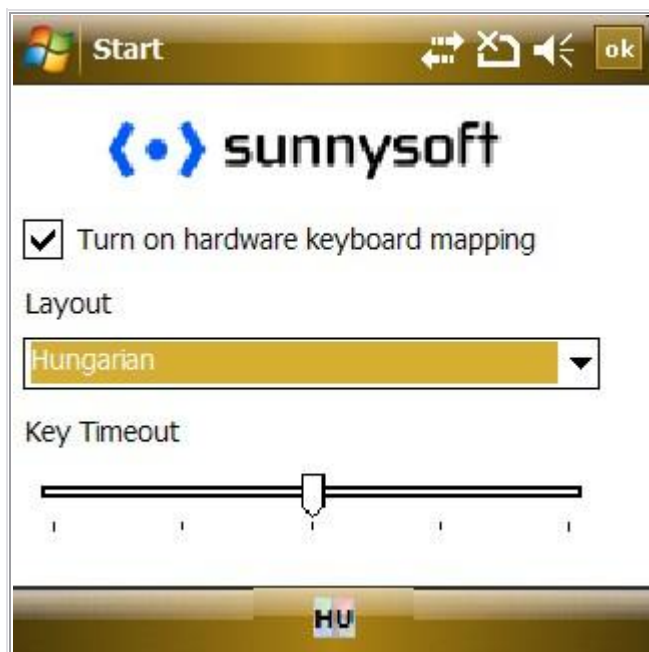 Start
ok
sunnysoft
Turn on hardware keyboard mapping
Layout
Hungarian
Key Timeout
HU